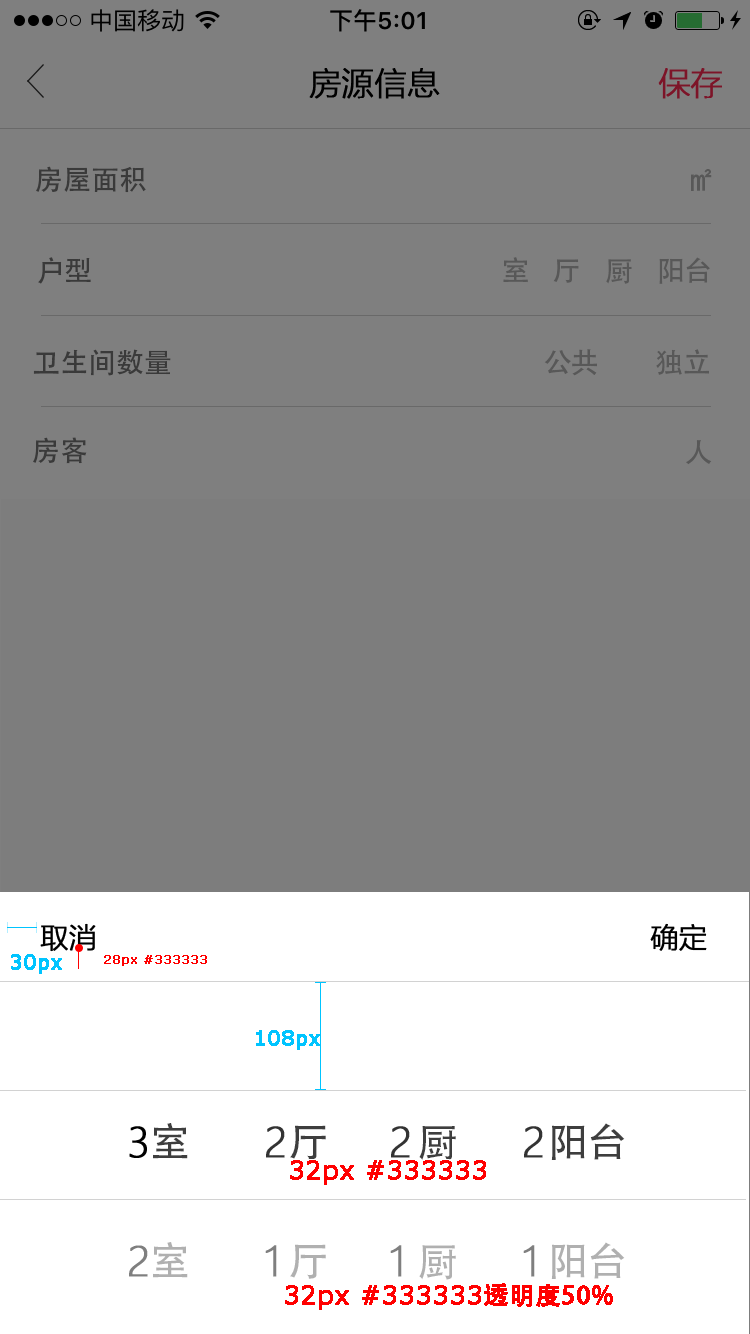 中国移动 下午5:01
房源信息 保存
房屋面积 ㎡
户型 室 厅 厨 阳台
卫生间数量 公共 独立
房客 人
取消 确定
30px 28px #333333
108px
3室 2厅 2厨 2阳台
32px #333333
2室 1厅 1厨 1阳台
32px #333333透明度50%